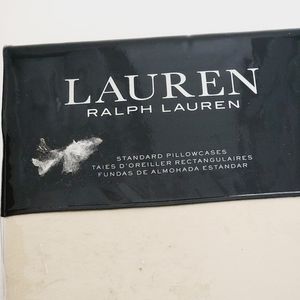 LAUREN
RALPH LAUREN
STANDARD PILLOWCASES
TAIES D'OREILLER RECTANGULAIRES
FUNDAS DE ALMOHADA ESTANDAR